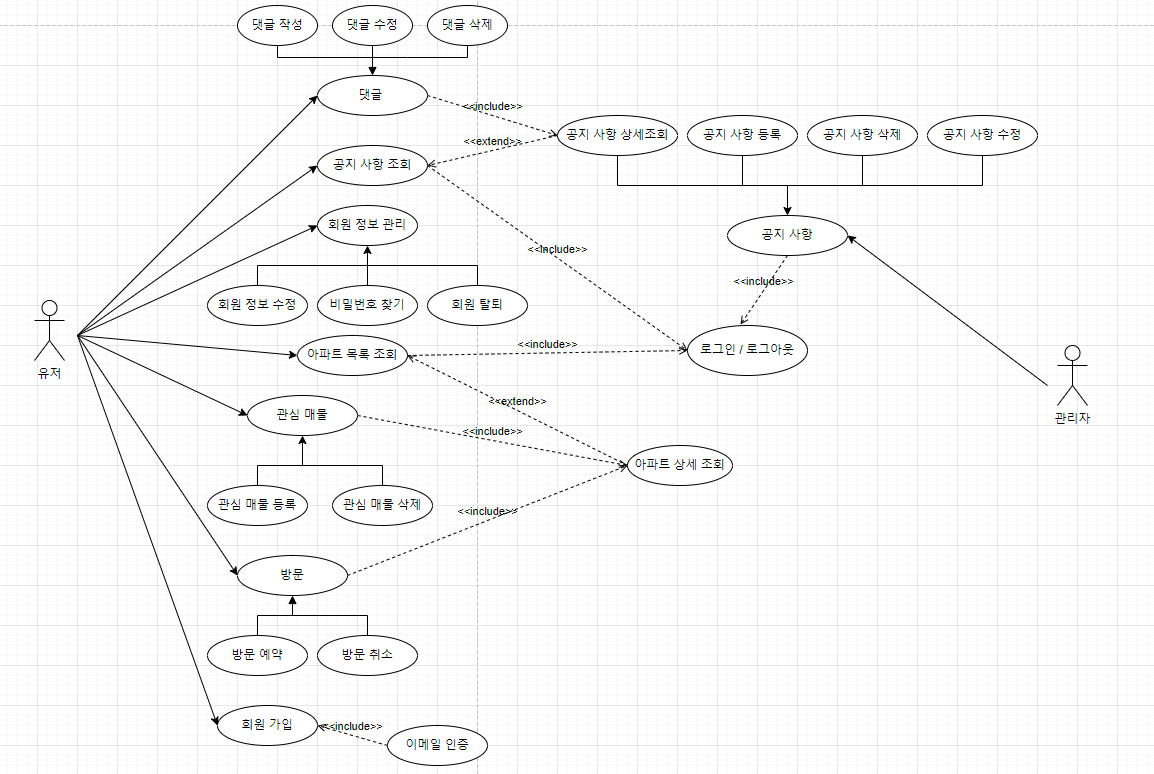 댓글 작성
댓글 수정
댓글 삭제
댓글
<<include>>
공지 사항 상세조회
공지 사항 등록
공지 사항 삭제
공지 사항 수정
<<extend>>
공지 사항 조회
회원 정보 관리
공지 사항
<<include>>
<<include>>
회원 정보 수정
비밀번호 찾기
회원 탈퇴
아파트 목록 조회
<<include>>
로그인 / 로그아웃
유저
관리자
<<extend>>
관심 매물
<<include>>
아파트 상세 조회
관심 매물 등록
관심 매물 삭제
<<include>>
방문
방문 예약
방문 취소
회원 가입
<<include>>
이메일 인증